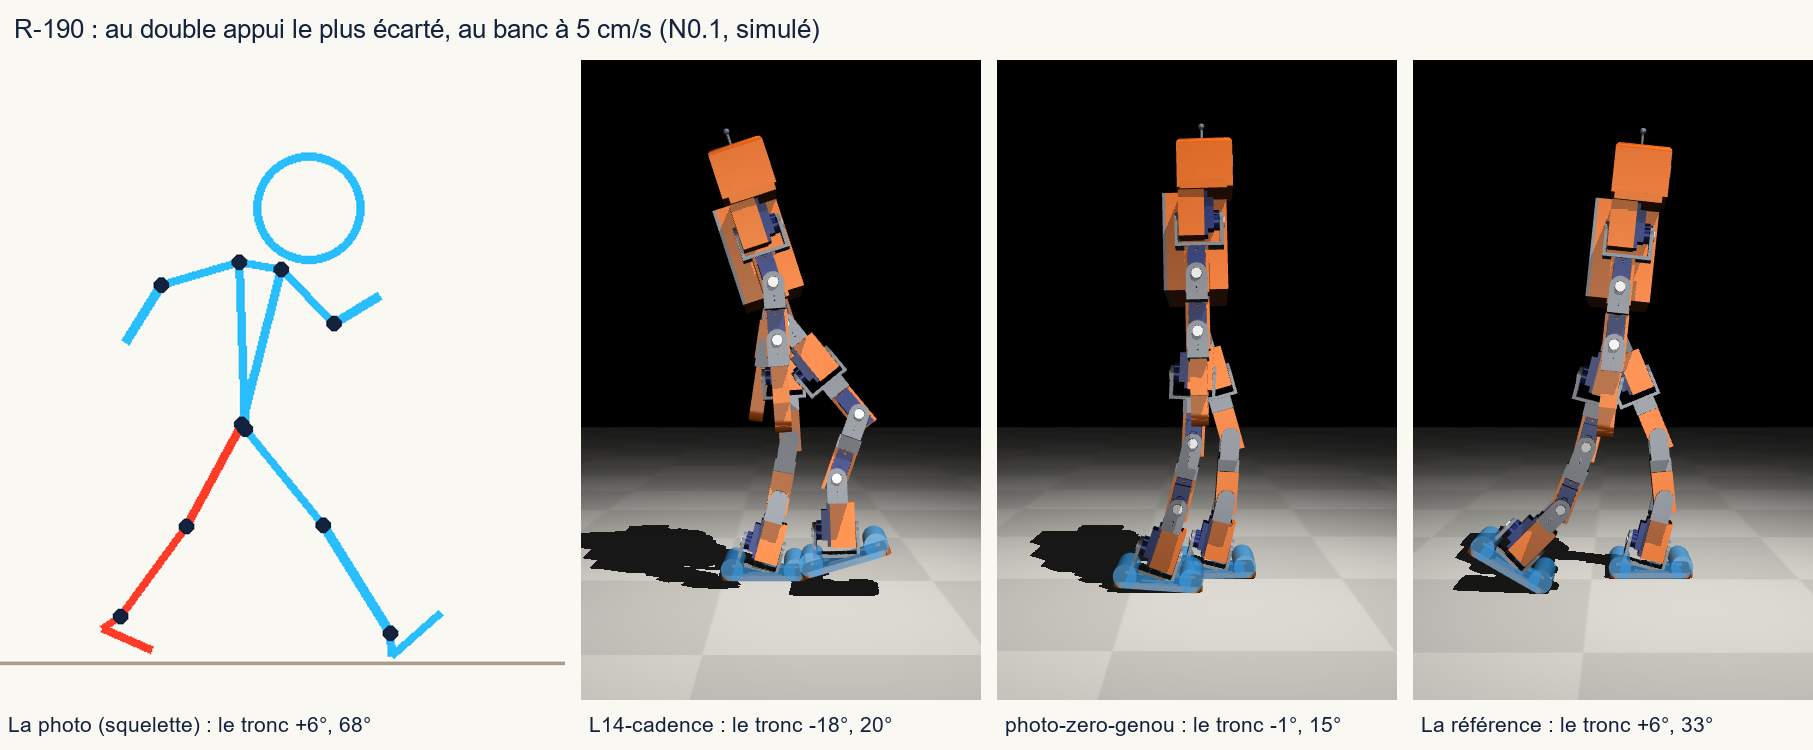 R-190 : au double appui le plus écarté, au banc à 5 cm/s (N0.1, simulé)
La photo (squelette) : le tronc +6°, 68°
L14-cadence : le tronc -18°, 20°
photo-zero-genou : le tronc -1°, 15°
La référence : le tronc +6°, 33°